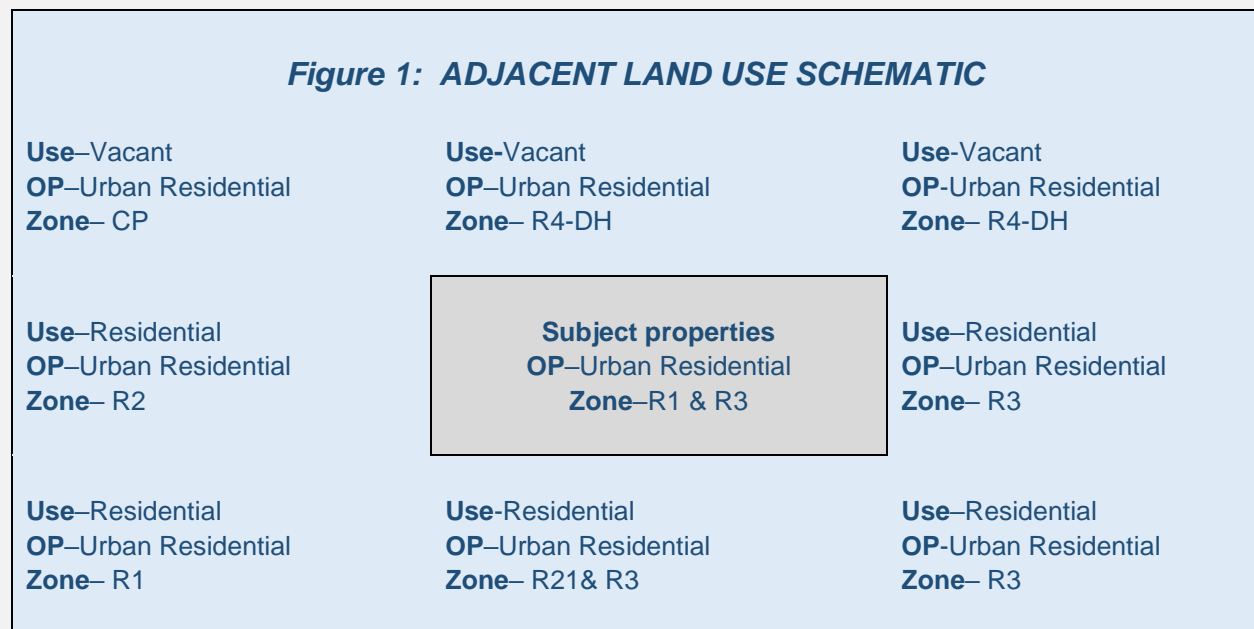 Figure 1: ADJACENT LAND USE SCHEMATIC
Use–Vacant
OP–Urban Residential
Zone– CP
Use-Vacant
OP–Urban Residential
Zone– R4-DH
Use-Vacant
OP-Urban Residential
Zone– R4-DH
Use–Residential
OP–Urban Residential
Zone– R2
Subject properties
OP–Urban Residential
Zone–R1 & R3
Use–Residential
OP–Urban Residential
Zone– R3
Use–Residential
OP–Urban Residential
Zone– R1
Use-Residential
OP–Urban Residential
Zone– R21& R3
Use–Residential
OP-Urban Residential
Zone– R3